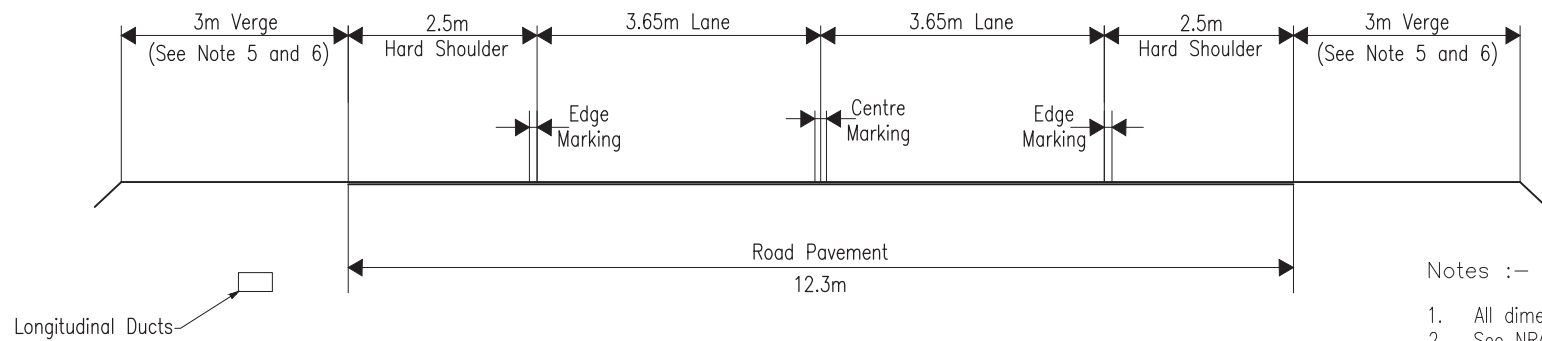 3m Verge
(See Note 5 and 6)
2.5m
Hard Shoulder
3.65m Lane
3.65m Lane
2.5m
Hard Shoulder
3m Verge
(See Note 5 and 6)
Edge
Marking
Centre
Marking
Edge
Marking
Road Pavement
12.3m
Longitudinal Ducts
Notes :-
1. All
2. See